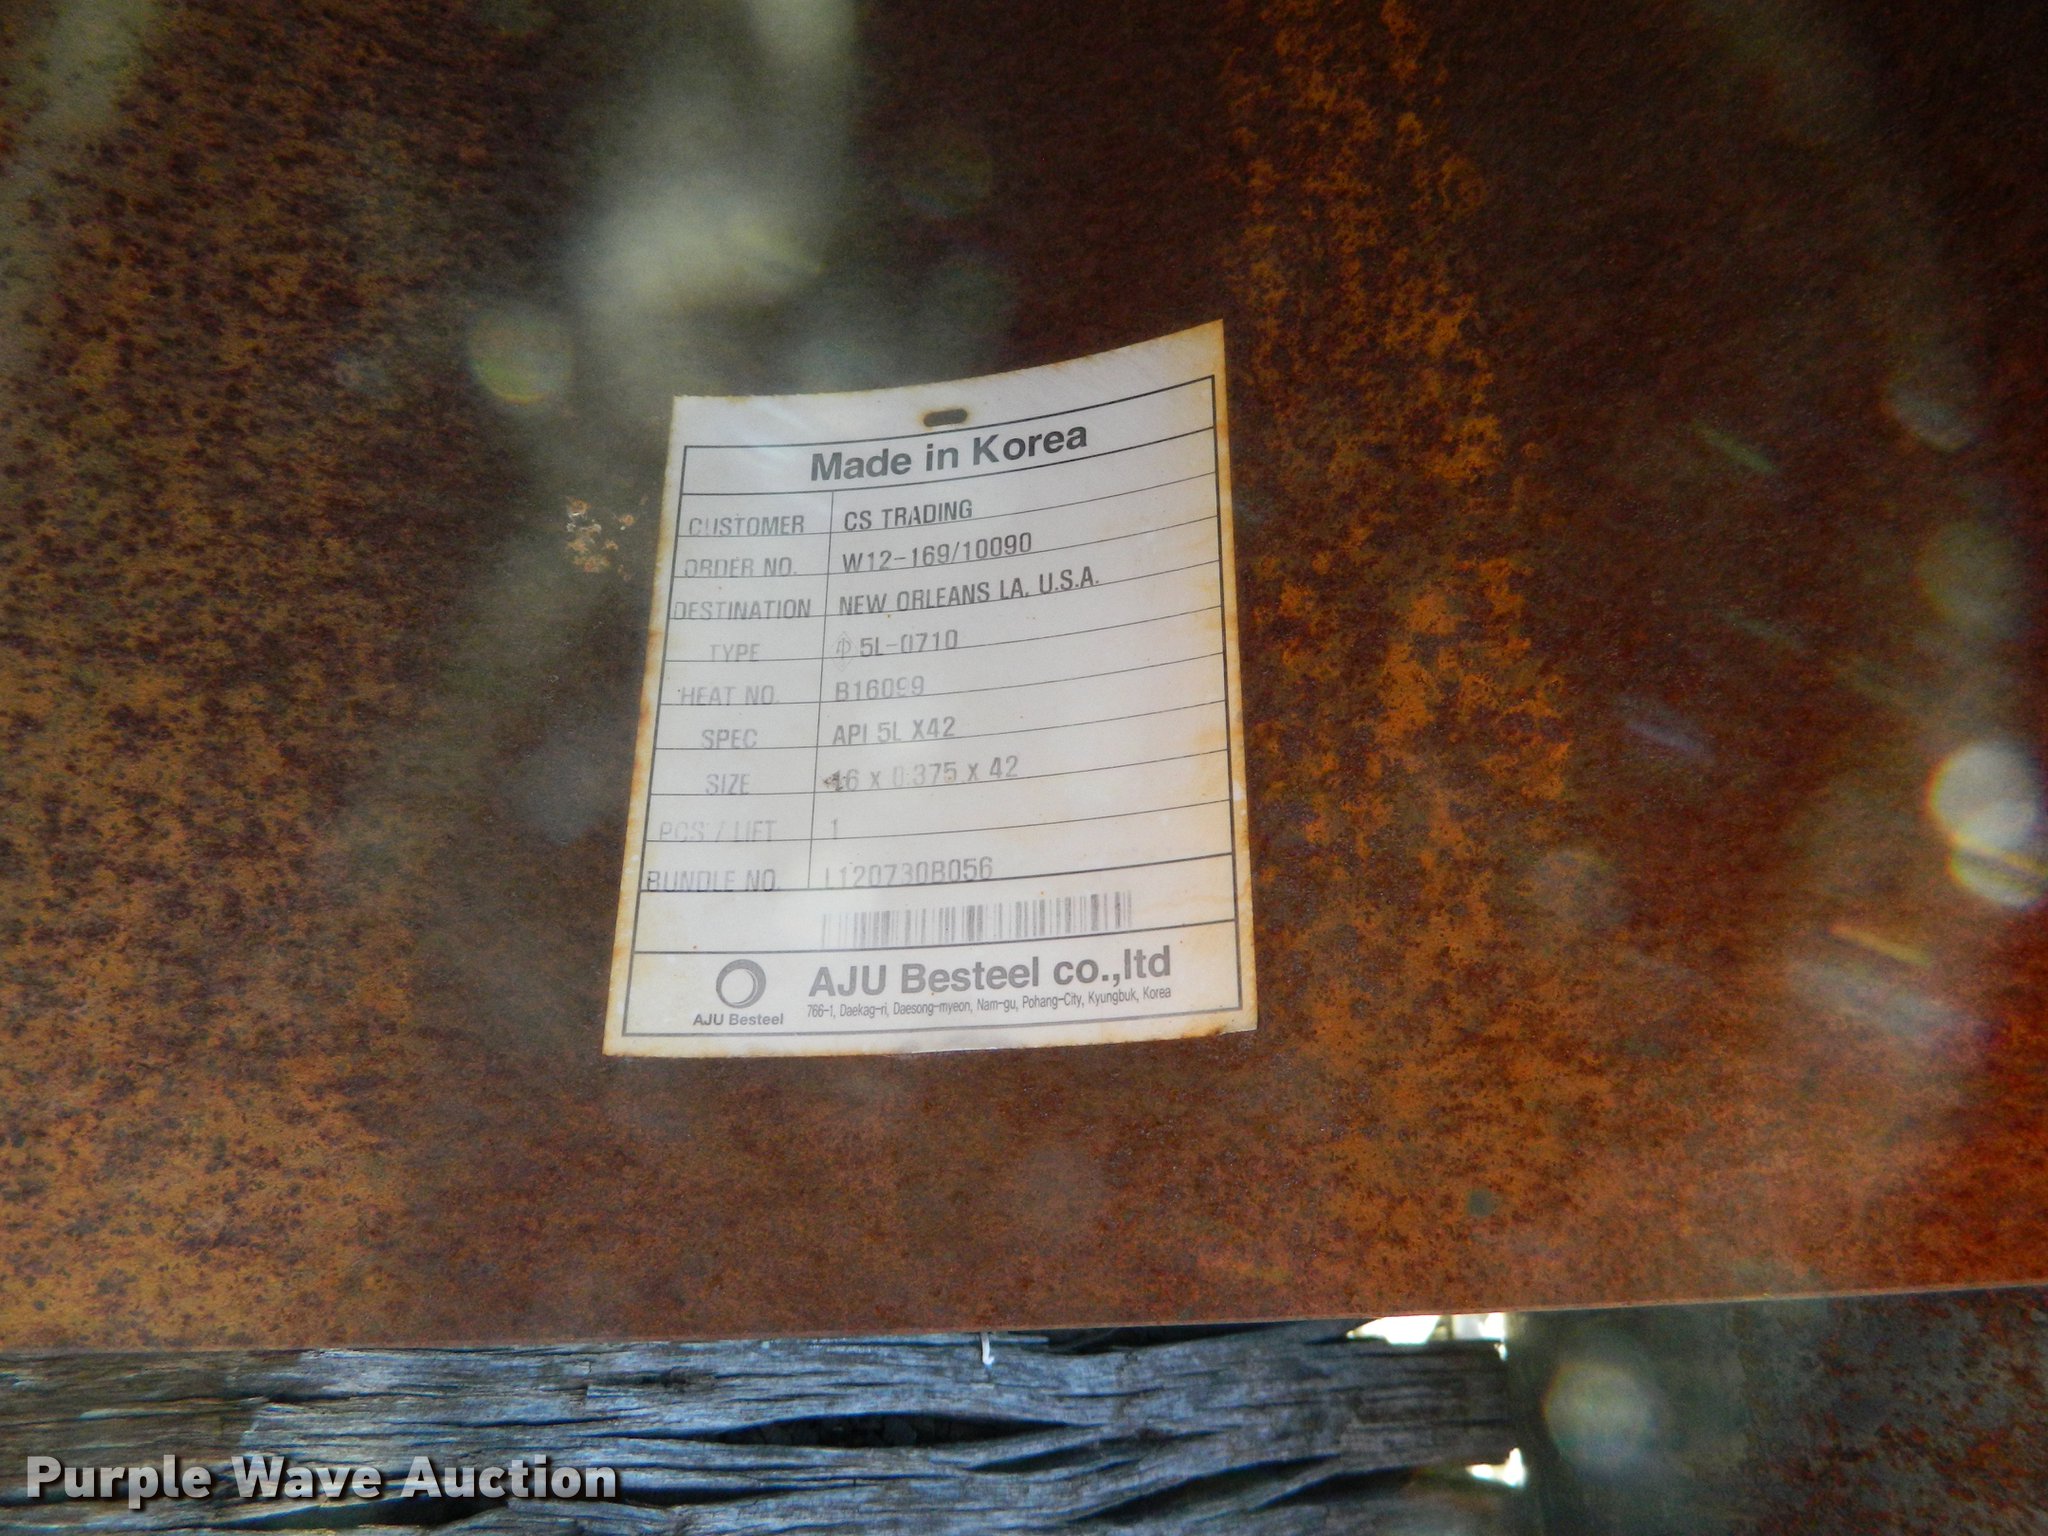 Made in Korea
CUSTOMER CS TRADING
ORDER NO. W12-169/10090
DESTINATION NEW ORLEANS LA, U.S.A.
TYPE 5L-0710
HEAT NO. B16099
SPEC API 5L X42
SIZE 16 x 0.375 x 42
PCS / LIFT 1
BUNDLE NO. L120730B056
AJU Besteel co.,ltd
766-1, Daekag-ri, Daesong-myeon, Nam-gu, Pohang-City, Kyungbuk, Korea
AJU Besteel
Purple Wave Auction